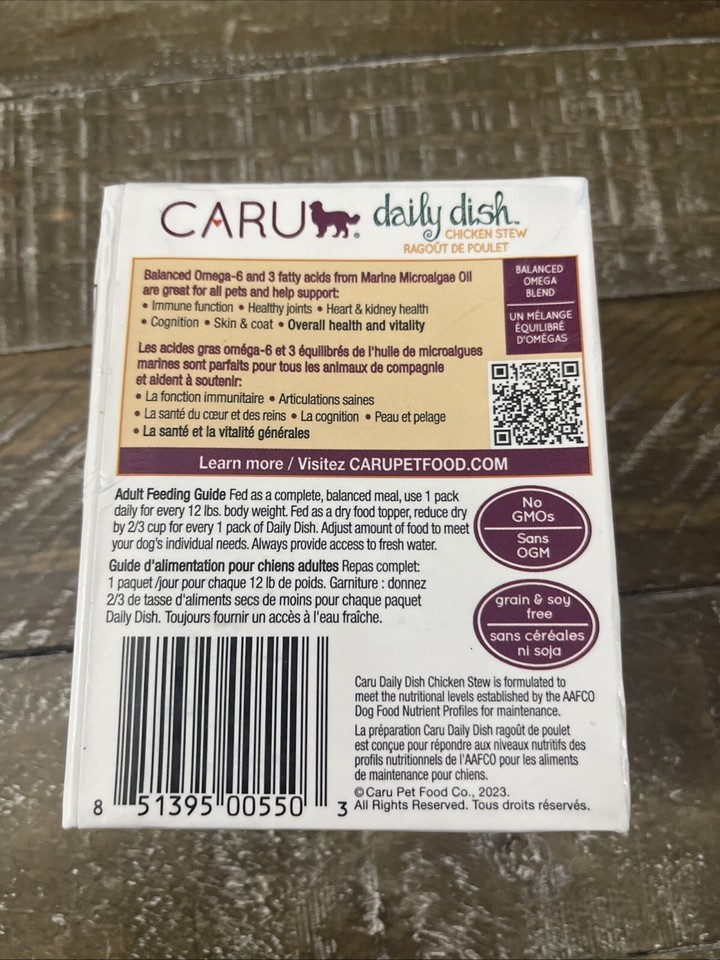 CARU daily dish™
CHICKEN STEW
RAGOÛT DE POULET
Balanced Omega-6 and 3 fatty acids from Marine Microalgae Oil
are great for all pets and help support:
• Immune function • Healthy joints • Heart & kidney health
• Cognition • Skin & coat • Overall health and vitality
Les acides gras oméga-6 et 3 équilibrés de l'huile de microalgues
marines sont parfaits pour tous les animaux de compagnie
et aident à soutenir:
• La fonction immunitaire • Articulations saines
• La santé du cœur et des reins • La cognition • Peau et pelage
• La santé et la vitalité générales
BALANCED
OMEGA
BLEND
UN MÉLANGE
ÉQUILIBRÉ
D'OMÉGAS
Learn more / Visitez CARUPETFOOD.COM
Adult Feeding Guide Fed as a complete, balanced meal, use 1 pack
daily for every 12 lbs. body weight. Fed as a dry food topper, reduce dry
by 2/3 cup for every 1 pack of Daily Dish. Adjust amount of food to meet
your dog's individual needs. Always provide access to fresh water.
Guide d'alimentation pour chiens adultes Repas complet:
1 paquet /jour pour chaque 12 lb de poids. Garniture : donnez
2/3 de tasse d'aliments secs de moins pour chaque paquet
Daily Dish. Toujours fournir un accès à l'eau fraîche.
No
GMOs
Sans
OGM
grain & soy
free
sans céréales
ni soja
Caru Daily Dish Chicken Stew is formulated to
meet the nutritional levels established by the AAFCO
Dog Food Nutrient Profiles for maintenance.
La préparation Caru Daily Dish ragoût de poulet
est conçue pour répondre aux niveaux nutritifs des
profils nutritionnels de l'AAFCO pour les aliments
de maintenance pour chiens.
© Caru Pet Food Co., 2023.
All Rights Reserved. Tous droits réservés.
8 51395 00550 3